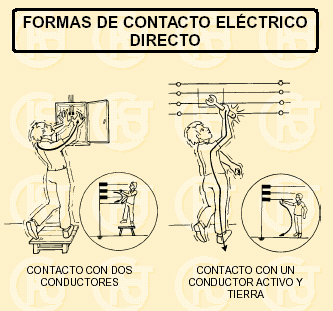 FORMAS DE CONTACTO ELÉCTRICO
DIRECTO
CONTACTO CON DOS
CONDUCTORES
CONTACTO CON UN
CONDUCTOR ACTIVO Y
TIERRA